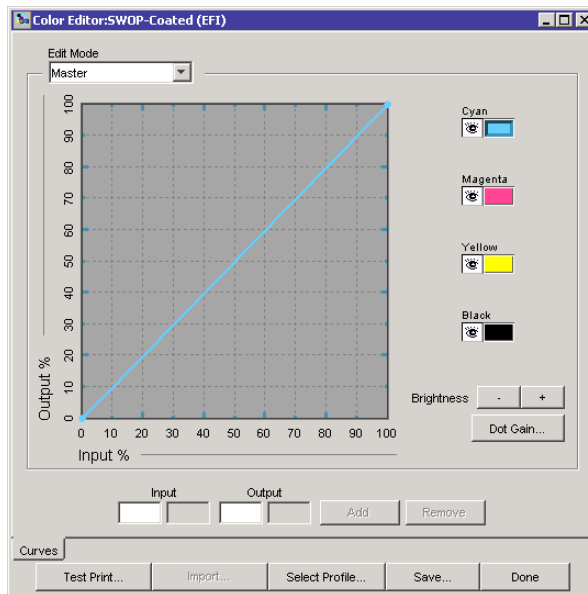 Color Editor:SWOP-Coated (EFI)
Edit Mode
Master
Cyan
Magenta
Yellow
Black
Output %
100
90
80
70
60
50
40
30
20
10
0
0 10 20 30 40 50 60 70 80 90 100
Input %
Brightness - +
Dot Gain...
Input Output
Add Remove
Curves
Test Print... Import... Select Profile... Save... Done